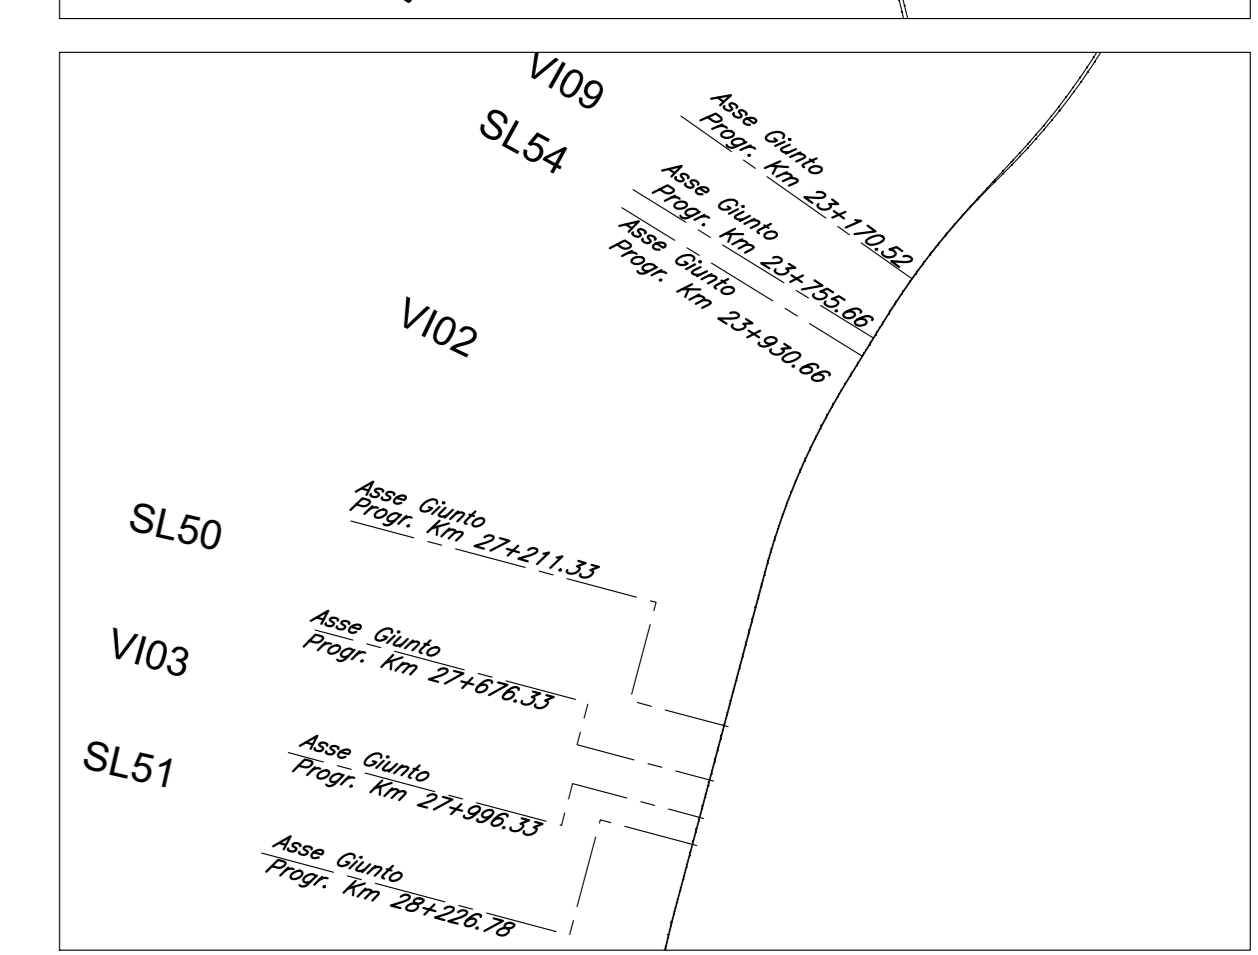 VI09
SL54
Asse Giunto
Progr. Km 23+170.52
Asse Giunto
Progr. Km 23+755.66
Asse Giunto
Progr. Km 23+930.66
VI02
SL50
Asse Giunto
Progr. Km 27+211.33
VI03
Asse Giunto
Progr. Km 27+676.33
SL51
Asse Giunto
Progr. Km 27+996.33
Asse Giunto
Progr. Km 28+226.78